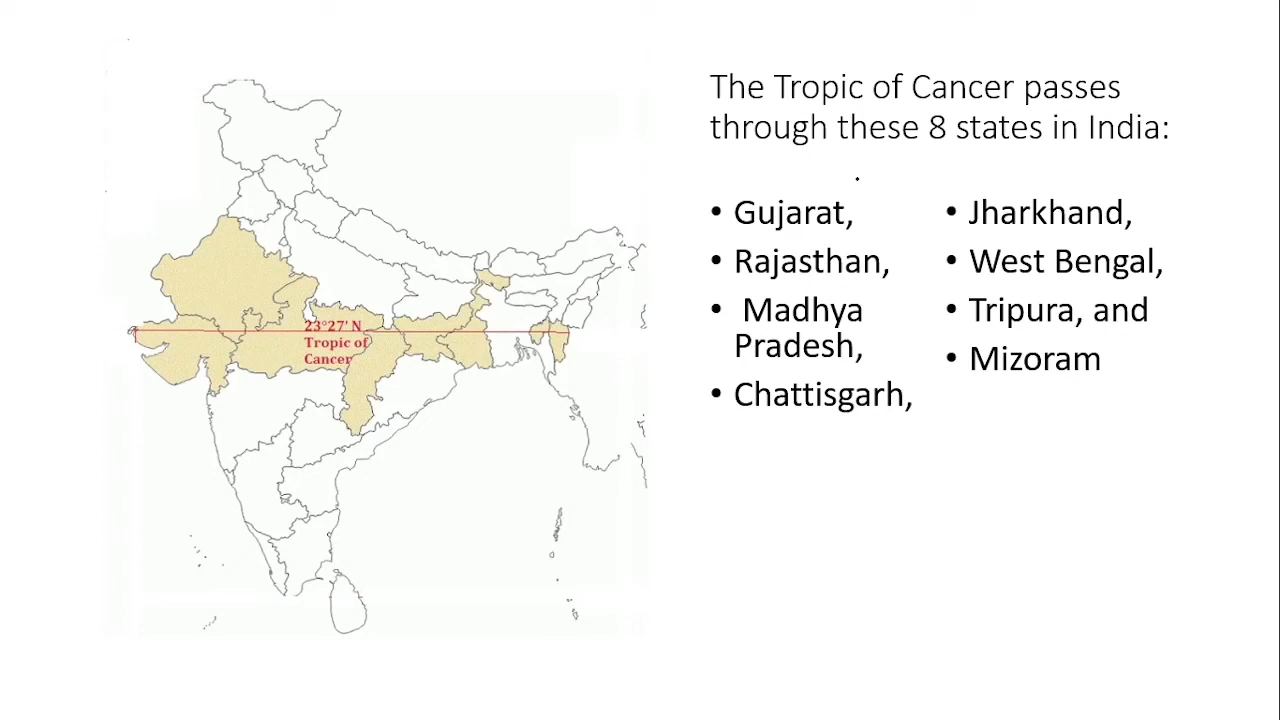 The Tropic of Cancer passes
through these 8 states in India:
• Gujarat,
• Rajasthan,
• Madhya
Pradesh,
• Chattisgarh,
• Jharkhand,
• West Bengal,
• Tripura, and
• Mizoram
23°27' N
Tropic of
Cancer